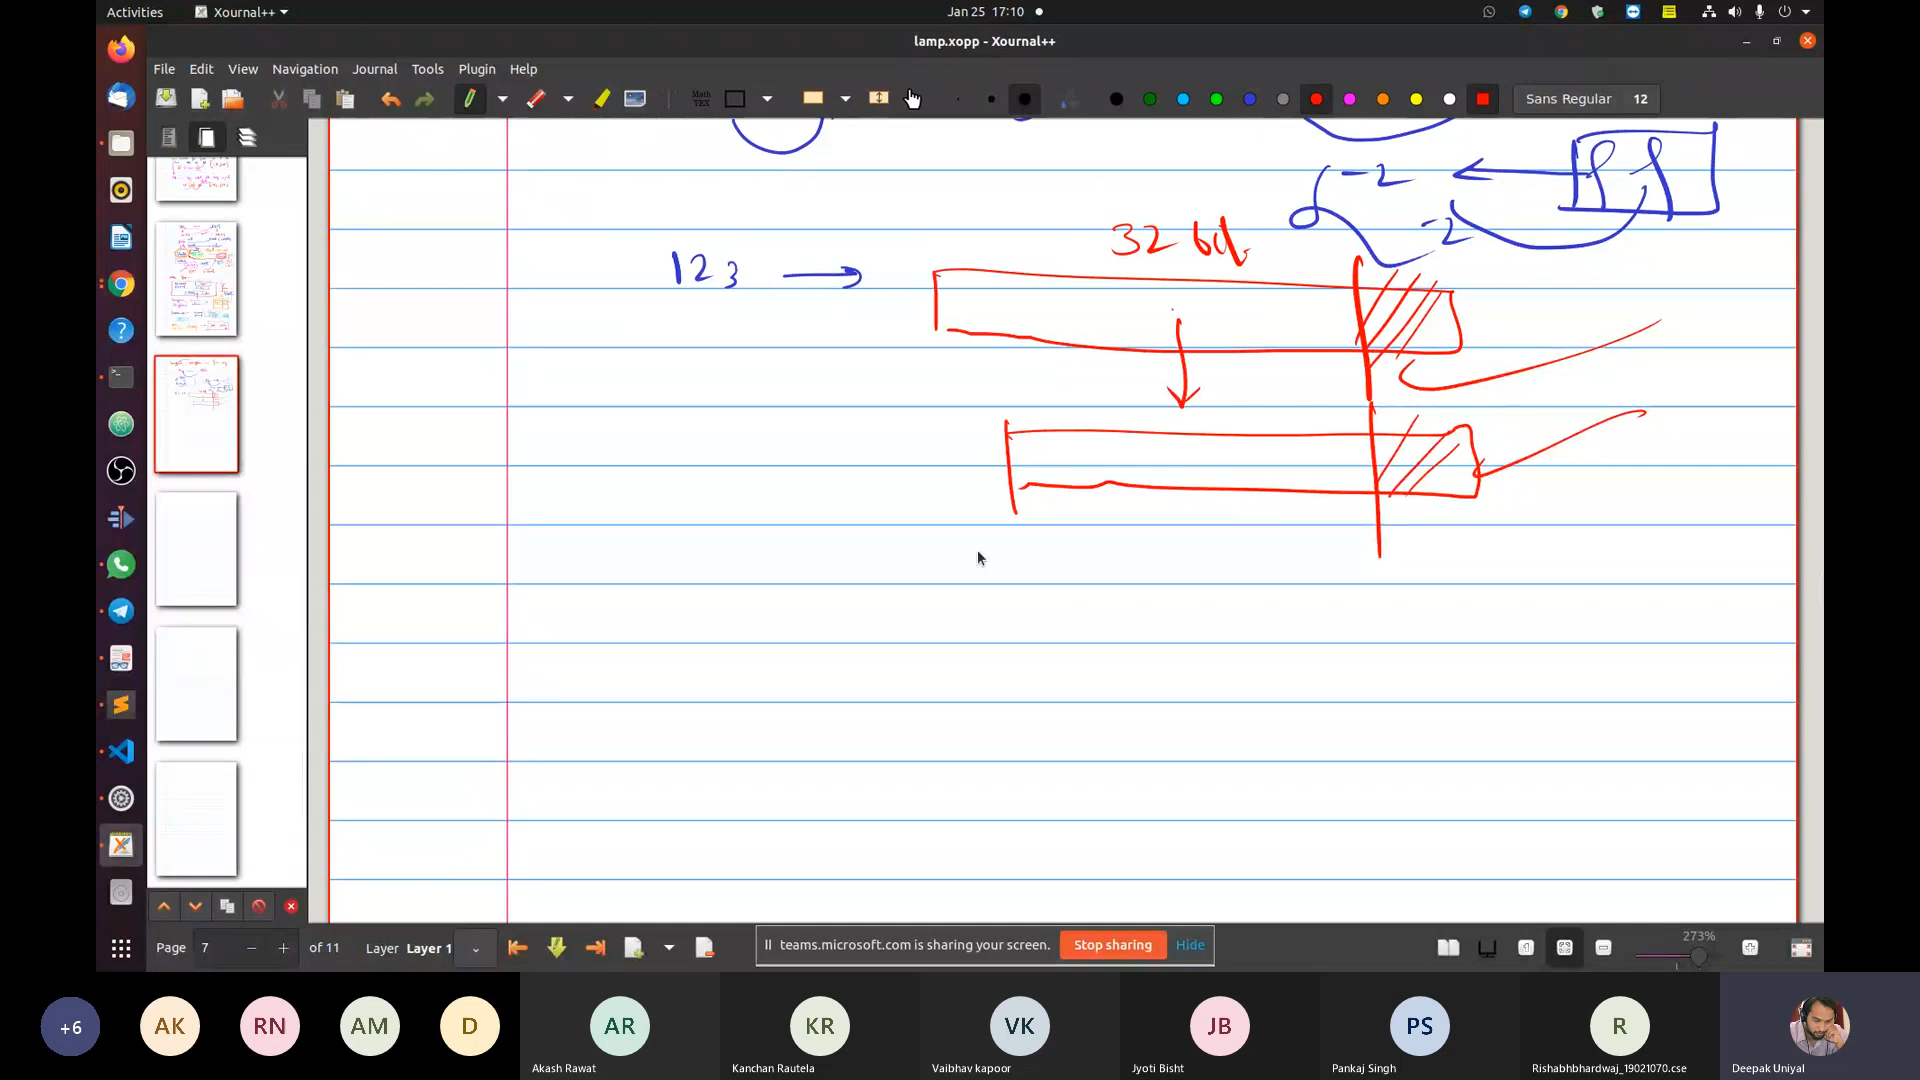 Activities Xournal++ Jan 25 17:10
lamp.xopp - Xournal++
File Edit View Navigation Journal Tools Plugin Help
Math TEX Sans Regular 12
-2
-2
32 bit
123
Page 7 of 11 Layer Layer 1 teams.microsoft.com is sharing your screen. Stop sharing Hide 273%
+6 AK RN AM D AR KR VK JB PS R
Akash Rawat Kanchan Rautela Vaibhav kapoor Jyoti Bisht Pankaj Singh Rishabhbhardwaj_19021070.cse Deepak Uniyal